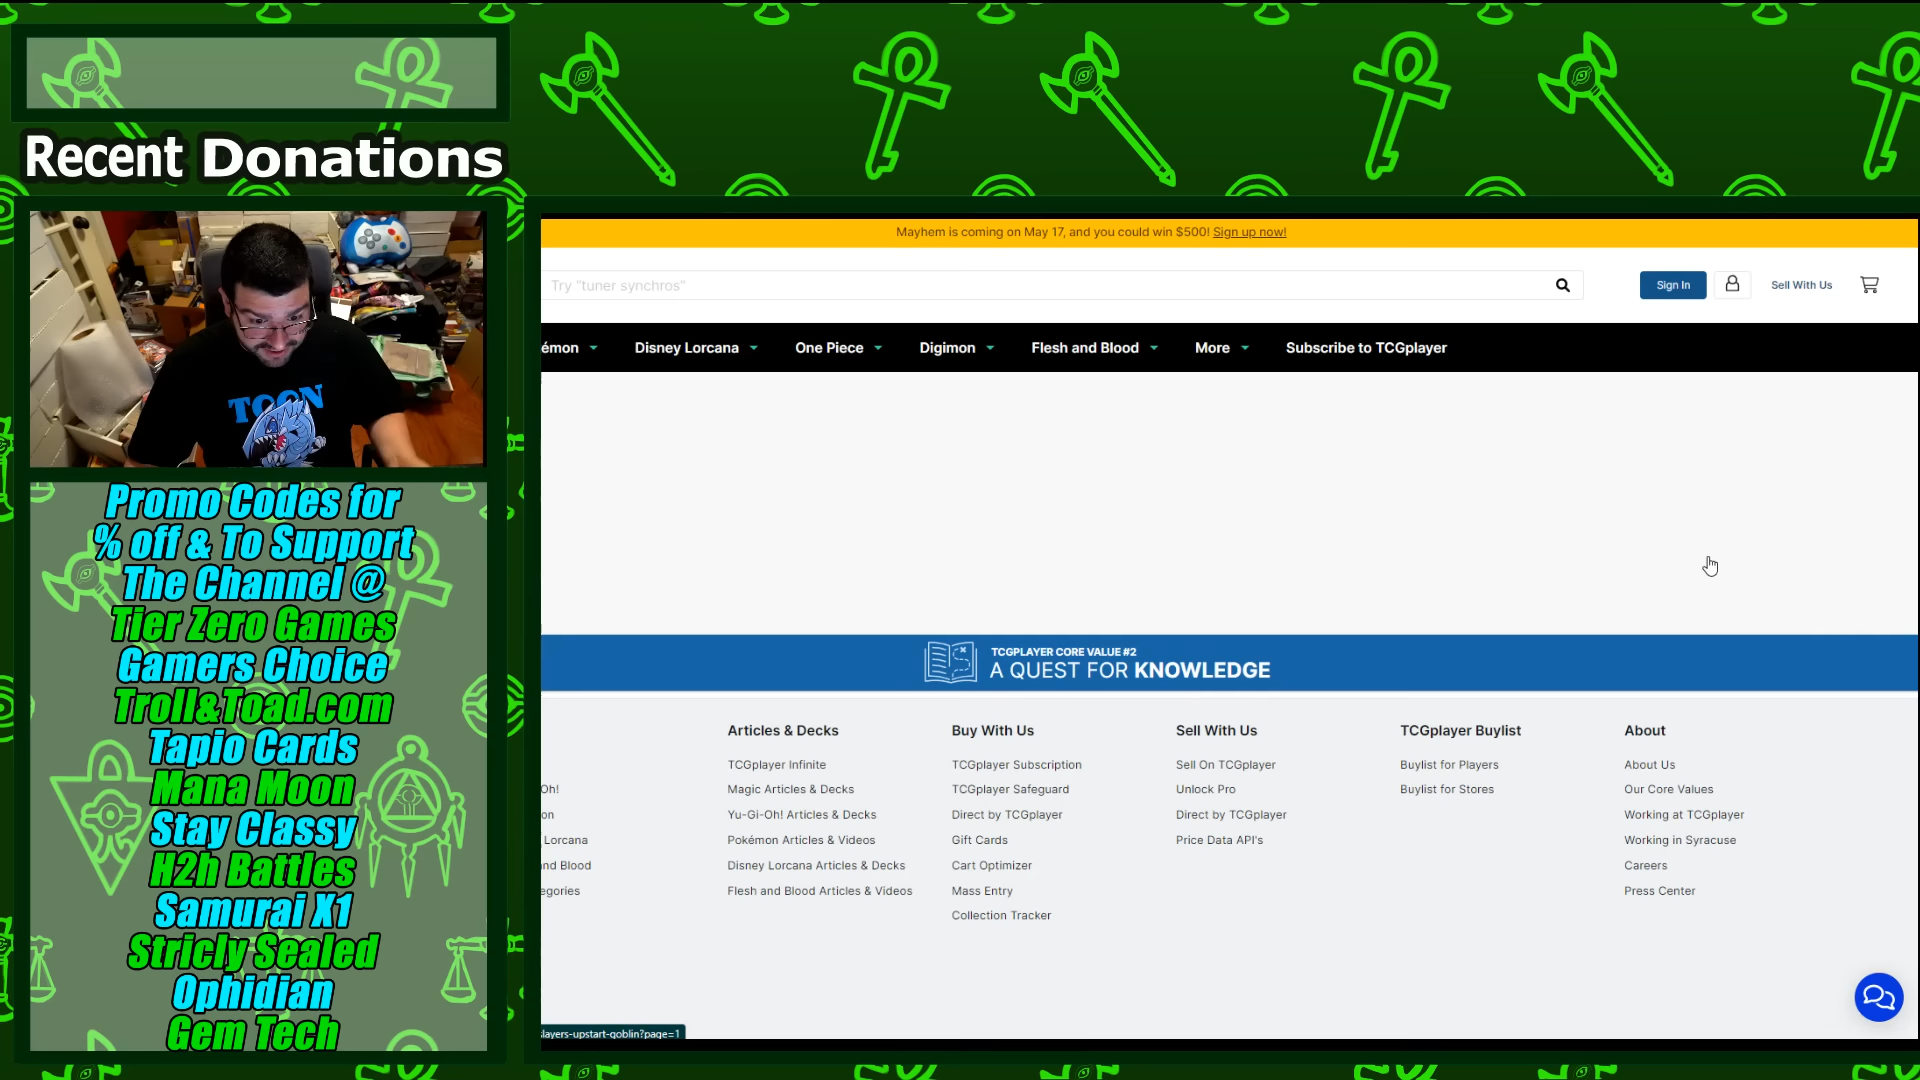 Recent Donations
TOON
Promo Codes for
% off & To Support
The Channel @
Tier Zero Games
Gamers Choice
Troll&Toad.com
Tapio Cards
Mana Moon
Stay Classy
H2h Battles
Samurai X1
Stricly Sealed
Ophidian
Gem Tech
Mayhem is coming on May 17, and you could win $500! Sign up now!
Try "tuner synchros"
Sign In
Sell With Us
émon
Disney Lorcana
One Piece
Digimon
Flesh and Blood
More
Subscribe to TCGplayer
TCGPLAYER CORE VALUE #2
A QUEST FOR KNOWLEDGE
Oh!
on
Lorcana
nd Blood
egories
Articles & Decks
TCGplayer Infinite
Magic Articles & Decks
Yu-Gi-Oh! Articles & Decks
Pokémon Articles & Videos
Disney Lorcana Articles & Decks
Flesh and Blood Articles & Videos
Buy With Us
TCGplayer Subscription
TCGplayer Safeguard
Direct by TCGplayer
Gift Cards
Cart Optimizer
Mass Entry
Collection Tracker
Sell With Us
Sell On TCGplayer
Unlock Pro
Direct by TCGplayer
Price Data API's
TCGplayer Buylist
Buylist for Players
Buylist for Stores
About
About Us
Our Core Values
Working at TCGplayer
Working in Syracuse
Careers
Press Center
layers-upstart-goblin?page=1